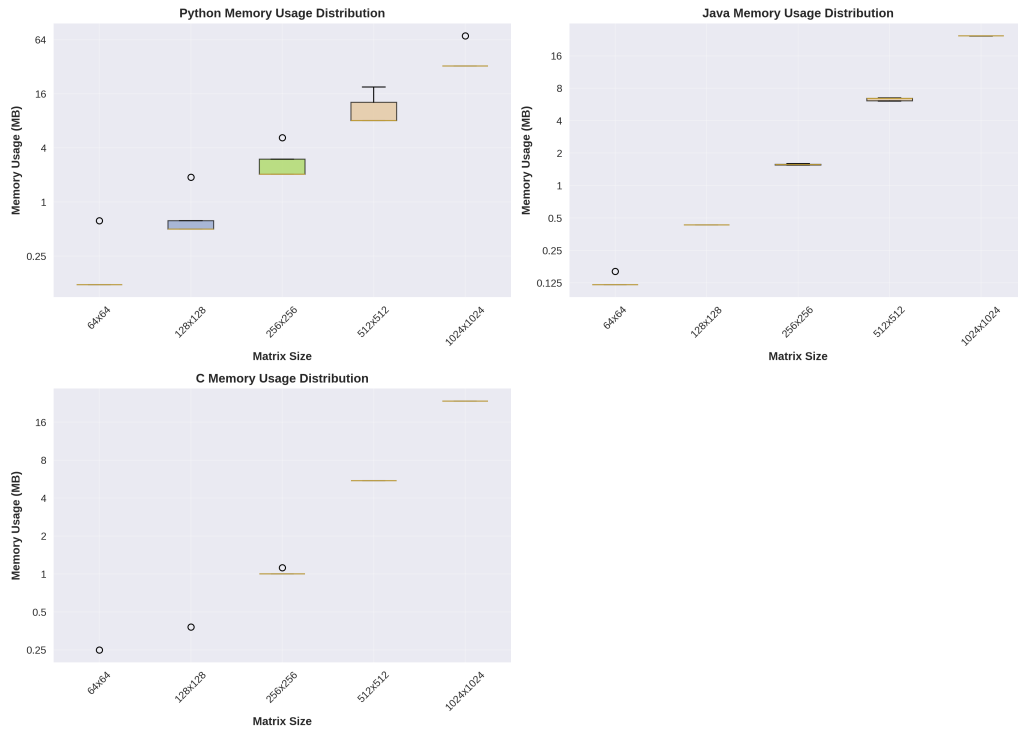 Python Memory Usage Distribution
Memory Usage (MB)
64
16
4
1
0.25
64x64
128x128
256x256
512x512
1024x1024
Matrix Size
Java Memory Usage Distribution
Memory Usage (MB)
16
8
4
2
1
0.5
0.25
0.125
64x64
128x128
256x256
512x512
1024x1024
Matrix Size
C Memory Usage Distribution
Memory Usage (MB)
16
8
4
2
1
0.5
0.25
64x64
128x128
256x256
512x512
1024x1024
Matrix Size